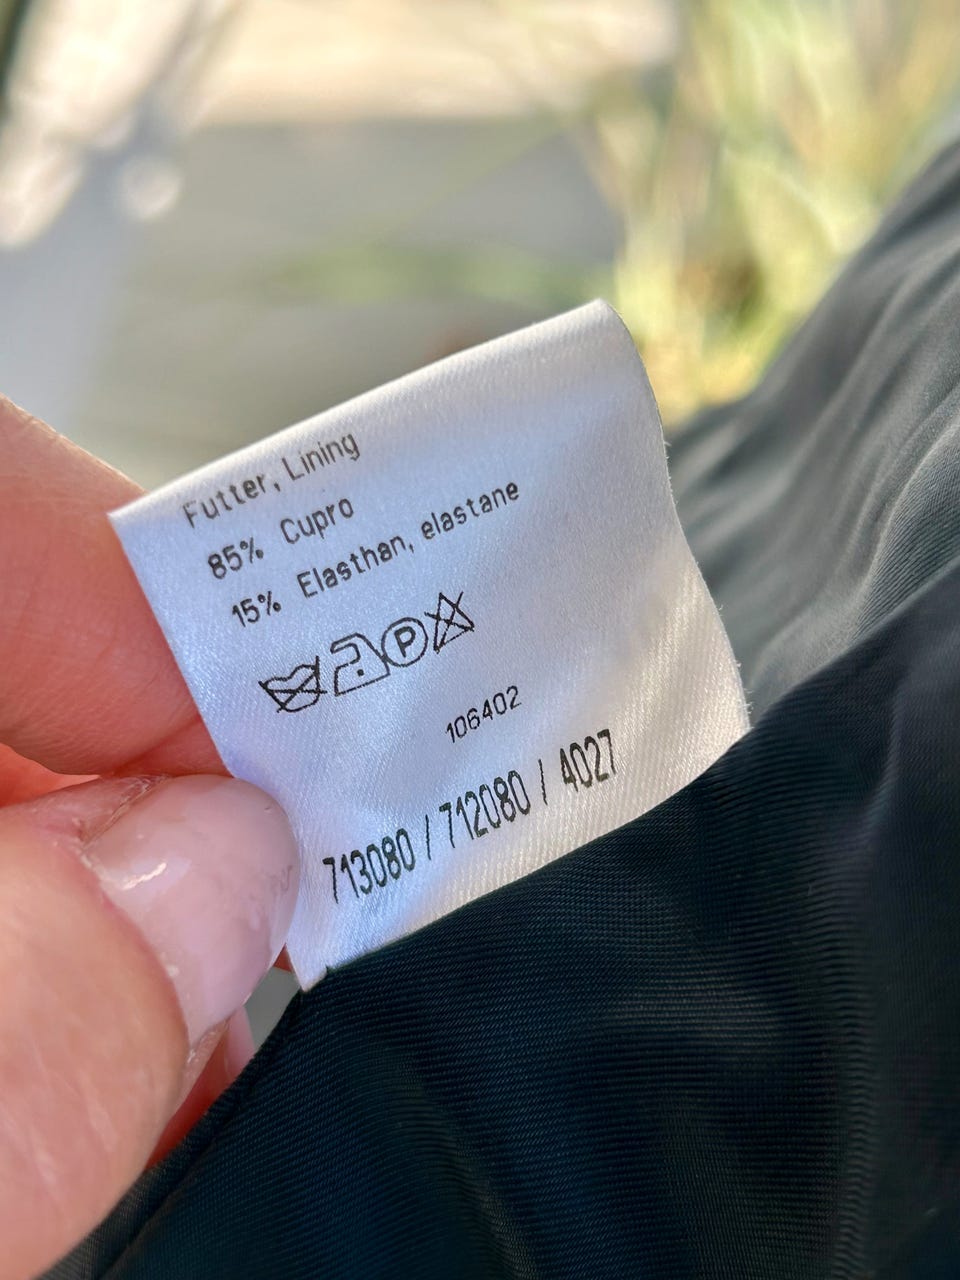 Futter, Lining
85% Cupro
15% Elasthan, elastane
P
106402
713080 / 712080 / 4027